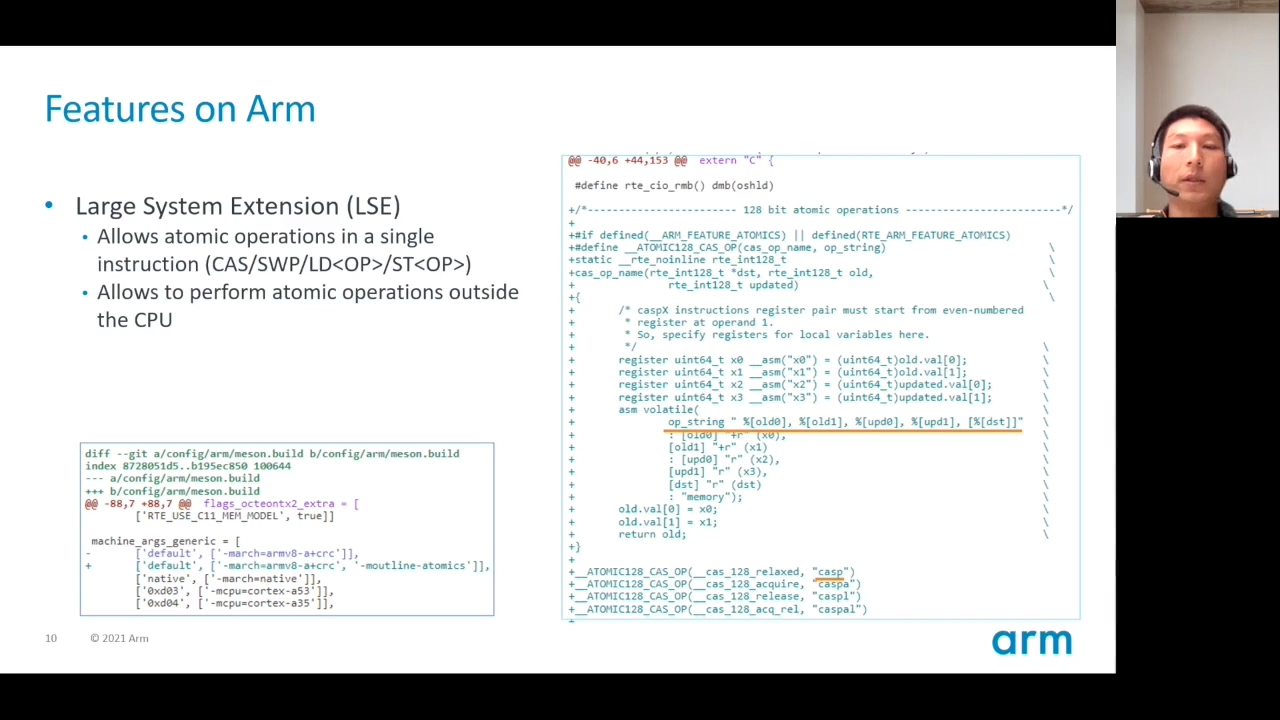 Features on Arm
• Large System Extension (LSE)
• Allows atomic operations in a single
instruction (CAS/SWP/LD<OP>/ST<OP>)
• Allows to perform atomic operations outside
the CPU
diff --git a/config/arm/meson.build b/config/arm/meson.build
index 8728051d5..b195ec850 100644
--- a/config/arm/meson.build
+++ b/config/arm/meson.build
@@ -88,7 +88,7 @@ flags_octeontx2_extra = [
['RTE_USE_C11_MEM_MODEL', true]]
machine_args_generic = [
- ['default', ['-march=armv8-a+crc']],
+ ['default', ['-march=armv8-a+crc', '-moutline-atomics']],
['native', ['-march=native']],
['0xd03', ['-mcpu=cortex-a53']],
['0xd04', ['-mcpu=cortex-a35']],
@@ -40,6 +44,153 @@ extern "C" {
#define rte_cio_rmb() dmb(oshld)
+/*------------------------ 128 bit atomic operations -------------------------*/
+
+#if defined(__ARM_FEATURE_ATOMICS) || defined(RTE_ARM_FEATURE_ATOMICS)
+#define __ATOMIC128_CAS_OP(cas_op_name, op_string) \
+static __rte_noinline rte_int128_t \
+cas_op_name(rte_int128_t *dst, rte_int128_t old, \
+ rte_int128_t updated) \
+{ \
+ /* caspX instructions register pair must start from even-numbered
+ * register at operand 1.
+ * So, specify registers for local variables here.
+ */ \
+ register uint64_t x0 __asm("x0") = (uint64_t)old.val[0]; \
+ register uint64_t x1 __asm("x1") = (uint64_t)old.val[1]; \
+ register uint64_t x2 __asm("x2") = (uint64_t)updated.val[0]; \
+ register uint64_t x3 __asm("x3") = (uint64_t)updated.val[1]; \
+ asm volatile( \
+ op_string " %[old0], %[old1], %[upd0], %[upd1], [%[dst]]" \
+ : [old0] "+r" (x0), \
+ [old1] "+r" (x1) \
+ : [upd0] "r" (x2), \
+ [upd1] "r" (x3), \
+ [dst] "r" (dst) \
+ : "memory"); \
+ old.val[0] = x0; \
+ old.val[1] = x1; \
+ return old; \
+}
+
+__ATOMIC128_CAS_OP(__cas_128_relaxed, "casp")
+__ATOMIC128_CAS_OP(__cas_128_acquire, "caspa")
+__ATOMIC128_CAS_OP(__cas_128_release, "caspl")
+__ATOMIC128_CAS_OP(__cas_128_acq_rel, "caspal")
10 © 2021 Arm
arm